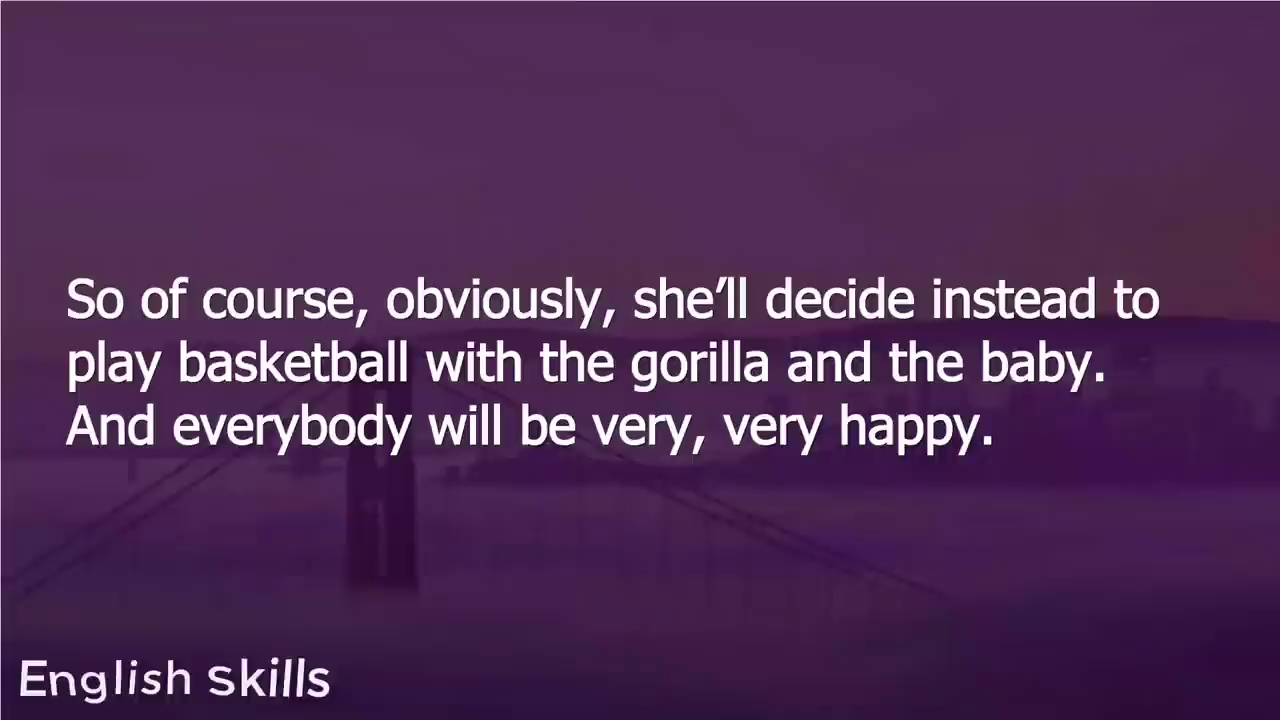 So of course, obviously, she’ll decide instead to
play basketball with the gorilla and the baby.
And everybody will be very, very happy.
English Skills